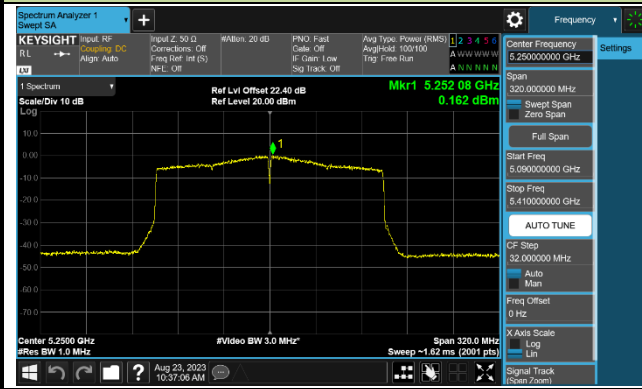 Spectrum Analyzer 1
Swept SA
Frequency
KEYSIGHT
RL
LXI
Input: RF
Coupling: DC
Align: Auto
Input Z: 50 Ω
Corrections: Off
Freq Ref: Int (S)
NFE: Off
#Atten: 20 dB
PNO: Fast
Gate: Off
IF Gain: Low
Sig Track: Off
Avg Type: Power (RMS)
Avg|Hold: 100/100
Trig: Free Run
1 2 3 4 5 6
A W W W W W
A N N N N N
1 Spectrum
Scale/Div 10 dB
Log
Ref Lvl Offset 22.40 dB
Ref Level 20.00 dBm
Mkr1 5.252 08 GHz
0.162 dBm
1
10.0
0.00
-10.0
-20.0
-30.0
-40.0
-50.0
-60.0
-70.0
Center 5.2500 GHz
#Res BW 1.0 MHz
#Video BW 3.0 MHz*
Span 320.0 MHz
Sweep ~1.62 ms (2001 pts)
Aug 23, 2023
10:37:06 AM
Settings
Center Frequency
5.250000000 GHz
Span
320.000000 MHz
Swept Span
Zero Span
Full Span
Start Freq
5.090000000 GHz
Stop Freq
5.410000000 GHz
AUTO TUNE
CF Step
32.000000 MHz
Auto
Man
Freq Offset
0 Hz
X Axis Scale
Log
Lin
Signal Track
(Span Zoom)